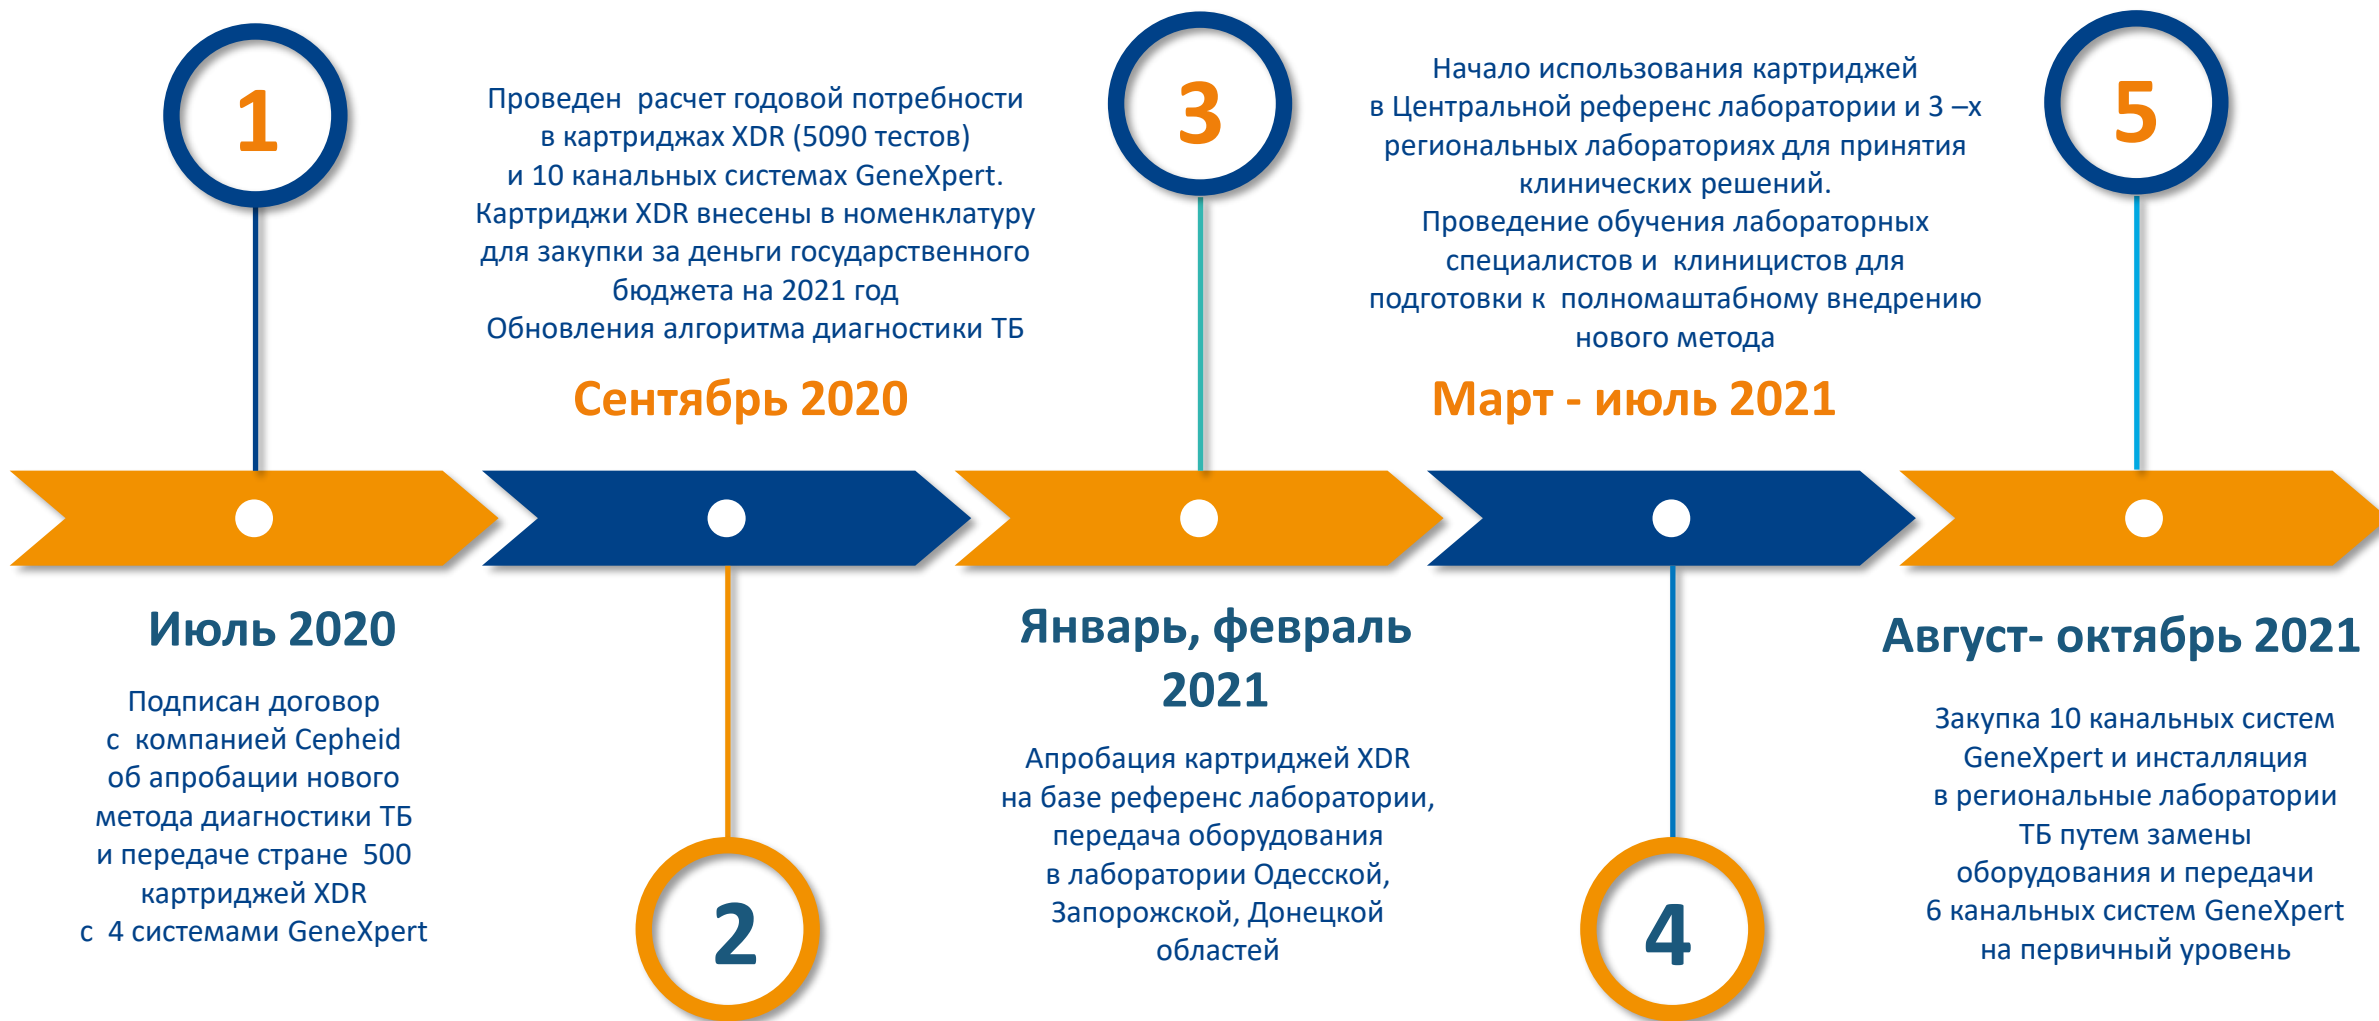 1
Июль 2020
Подписан договор
с компанией Cepheid
об апробации нового
метода диагностики ТБ
и передаче стране 500
картриджей XDR
с 4 системами GeneXpert
Проведен расчет годовой потребности
в картриджах XDR (5090 тестов)
и 10 канальных системах GeneXpert.
Картриджи XDR внесены в номенклатуру
для закупки за деньги государственного
бюджета на 2021 год
Обновления алгоритма диагностики ТБ
Сентябрь 2020
2
3
Январь, февраль
2021
Апробация картриджей XDR
на базе референс лаборатории,
передача оборудования
в лаборатории Одесской,
Запорожской, Донецкой
областей
Начало использования картриджей
в Центральной референс лаборатории и 3 –х
региональных лабораториях для принятия
клинических решений.
Проведение обучения лабораторных
специалистов и клиницистов для
подготовки к полномаштабному внедрению
нового метода
Март - июль 2021
4
5
Август- октябрь 2021
Закупка 10 канальных систем
GeneXpert и инсталляция
в региональные лаборатории
ТБ путем замены
оборудования и передачи
6 канальных систем GeneXpert
на первичный уровень